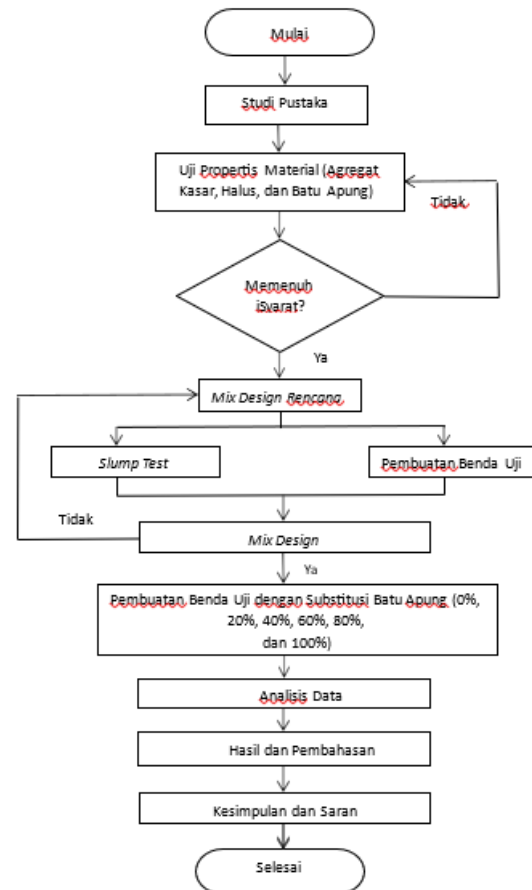 Mulai
Studi Pustaka
Uji Propertis Material (Agregat
Kasar, Halus, dan Batu Apung)
Tidak
Memenuh
iSyarat?
Ya
Mix Design Rencana
Slump Test
Pembuatan Benda Uji
Tidak
Mix Design
Ya
Pembuatan Benda Uji dengan Substitusi Batu Apung (0%,
20%, 40%, 60%, 80%,
dan 100%)
Analisis Data
Hasil dan Pembahasan
Kesimpulan dan Saran
Selesai